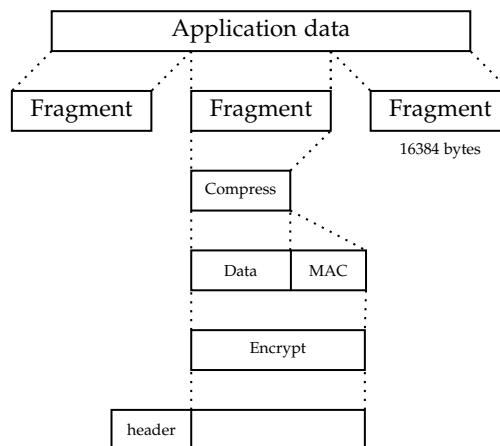 Application data
Fragment Fragment Fragment
16384 bytes
Compress
Data MAC
Encrypt
header